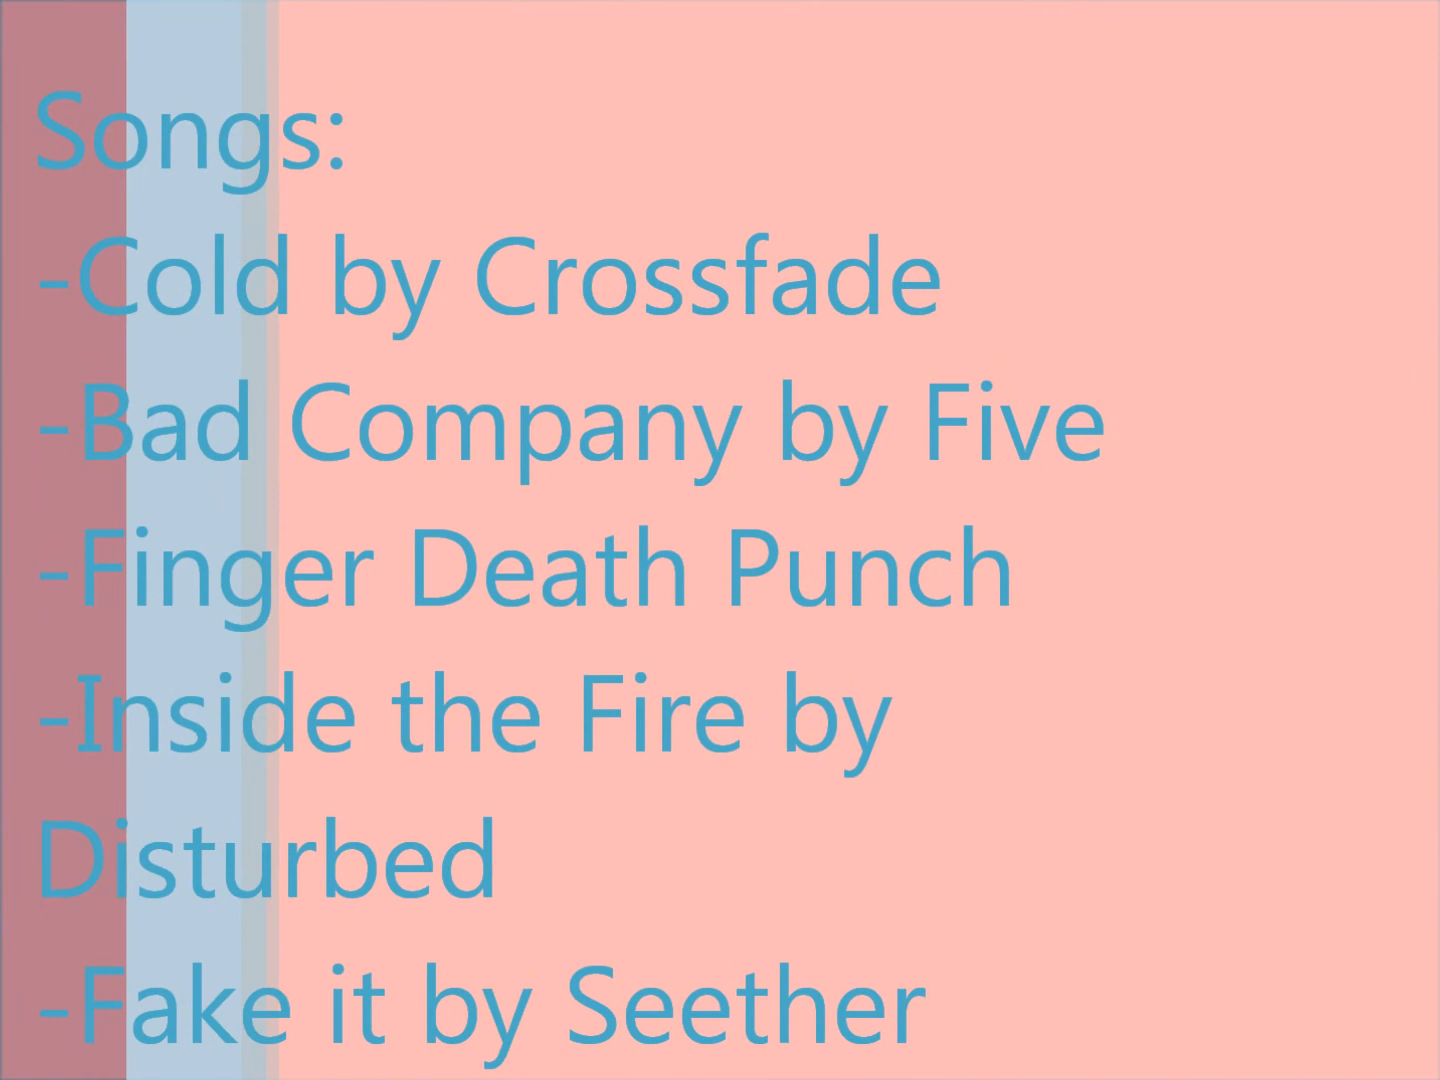 Songs:
-Cold by Crossfade
-Bad Company by Five
-Finger Death Punch
-Inside the Fire by
Disturbed
-Fake it by Seether